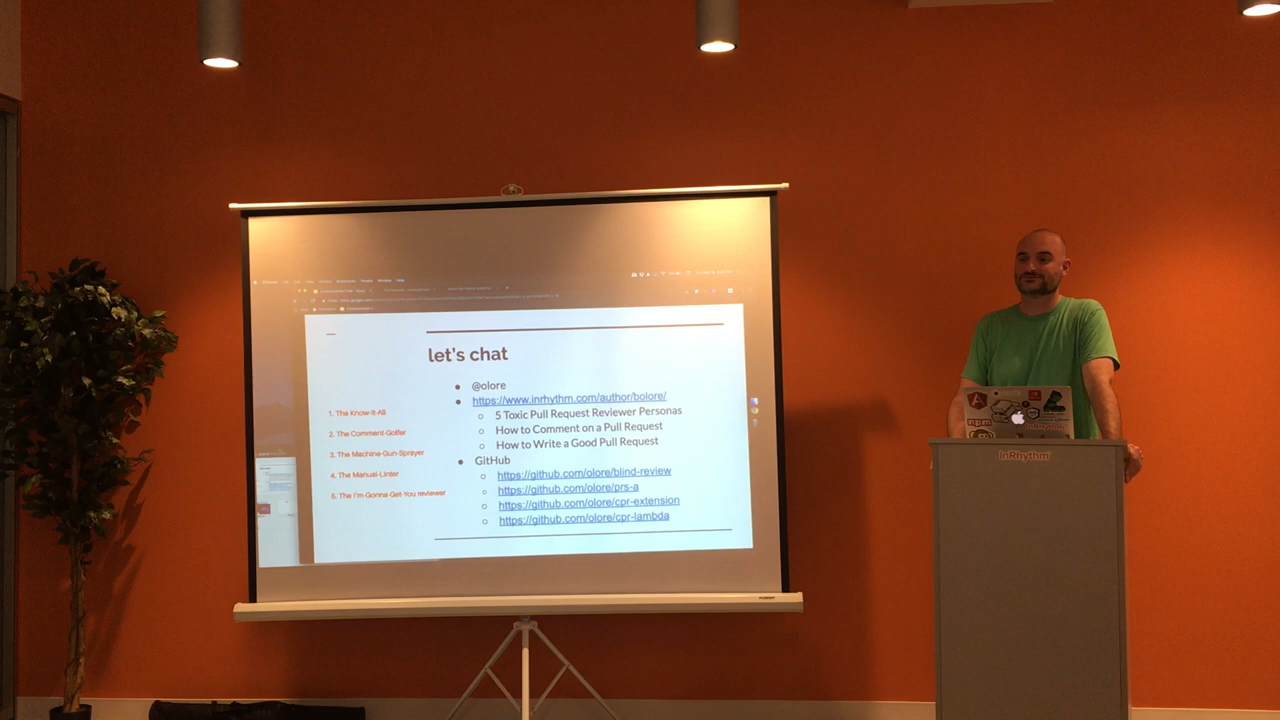 let's chat
@olore
https://www.inrhythm.com/author/bolore/
5 Toxic Pull Request Reviewer Personas
How to Comment on a Pull Request
How to Write a Good Pull Request
GitHub
https://github.com/olore/blind-review
https://github.com/olore/prs-a
https://github.com/olore/cpr-extension
https://github.com/olore/cpr-lambda
1. The Know-It-All
2. The Comment-Golfer
3. The Machine-Gun-Sprayer
4. The Manual-Linter
5. The I'm-Gonna-Get-You reviewer
InRhythm
InRhythm